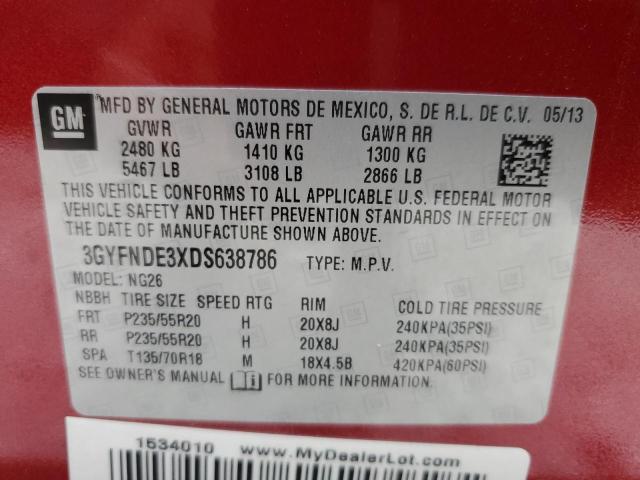 GM MFD BY GENERAL MOTORS DE MEXICO, S. DE R.L. DE C.V. 05/13
GVWR GAWR FRT GAWR RR
2480 KG 1410 KG 1300 KG
5467 LB 3108 LB 2866 LB
THIS VEHICLE CONFORMS TO ALL APPLICABLE U.S. FEDERAL MOTOR
VEHICLE SAFETY AND THEFT PREVENTION STANDARDS IN EFFECT ON
THE DATE OF MANUFACTURE SHOWN ABOVE.
3GYFNDE3XDS638786 TYPE: M.P.V.
MODEL: NG26
NBBH TIRE SIZE SPEED RTG RIM COLD TIRE PRESSURE
FRT P235/55R20 H 20X8J 240KPA(35PSI)
RR P235/55R20 H 20X8J 240KPA(35PSI)
SPA T135/70R18 M 18X4.5B 420KPA(60PSI)
SEE OWNER'S MANUAL FOR MORE INFORMATION
1534010 www.MyDealerLot.com